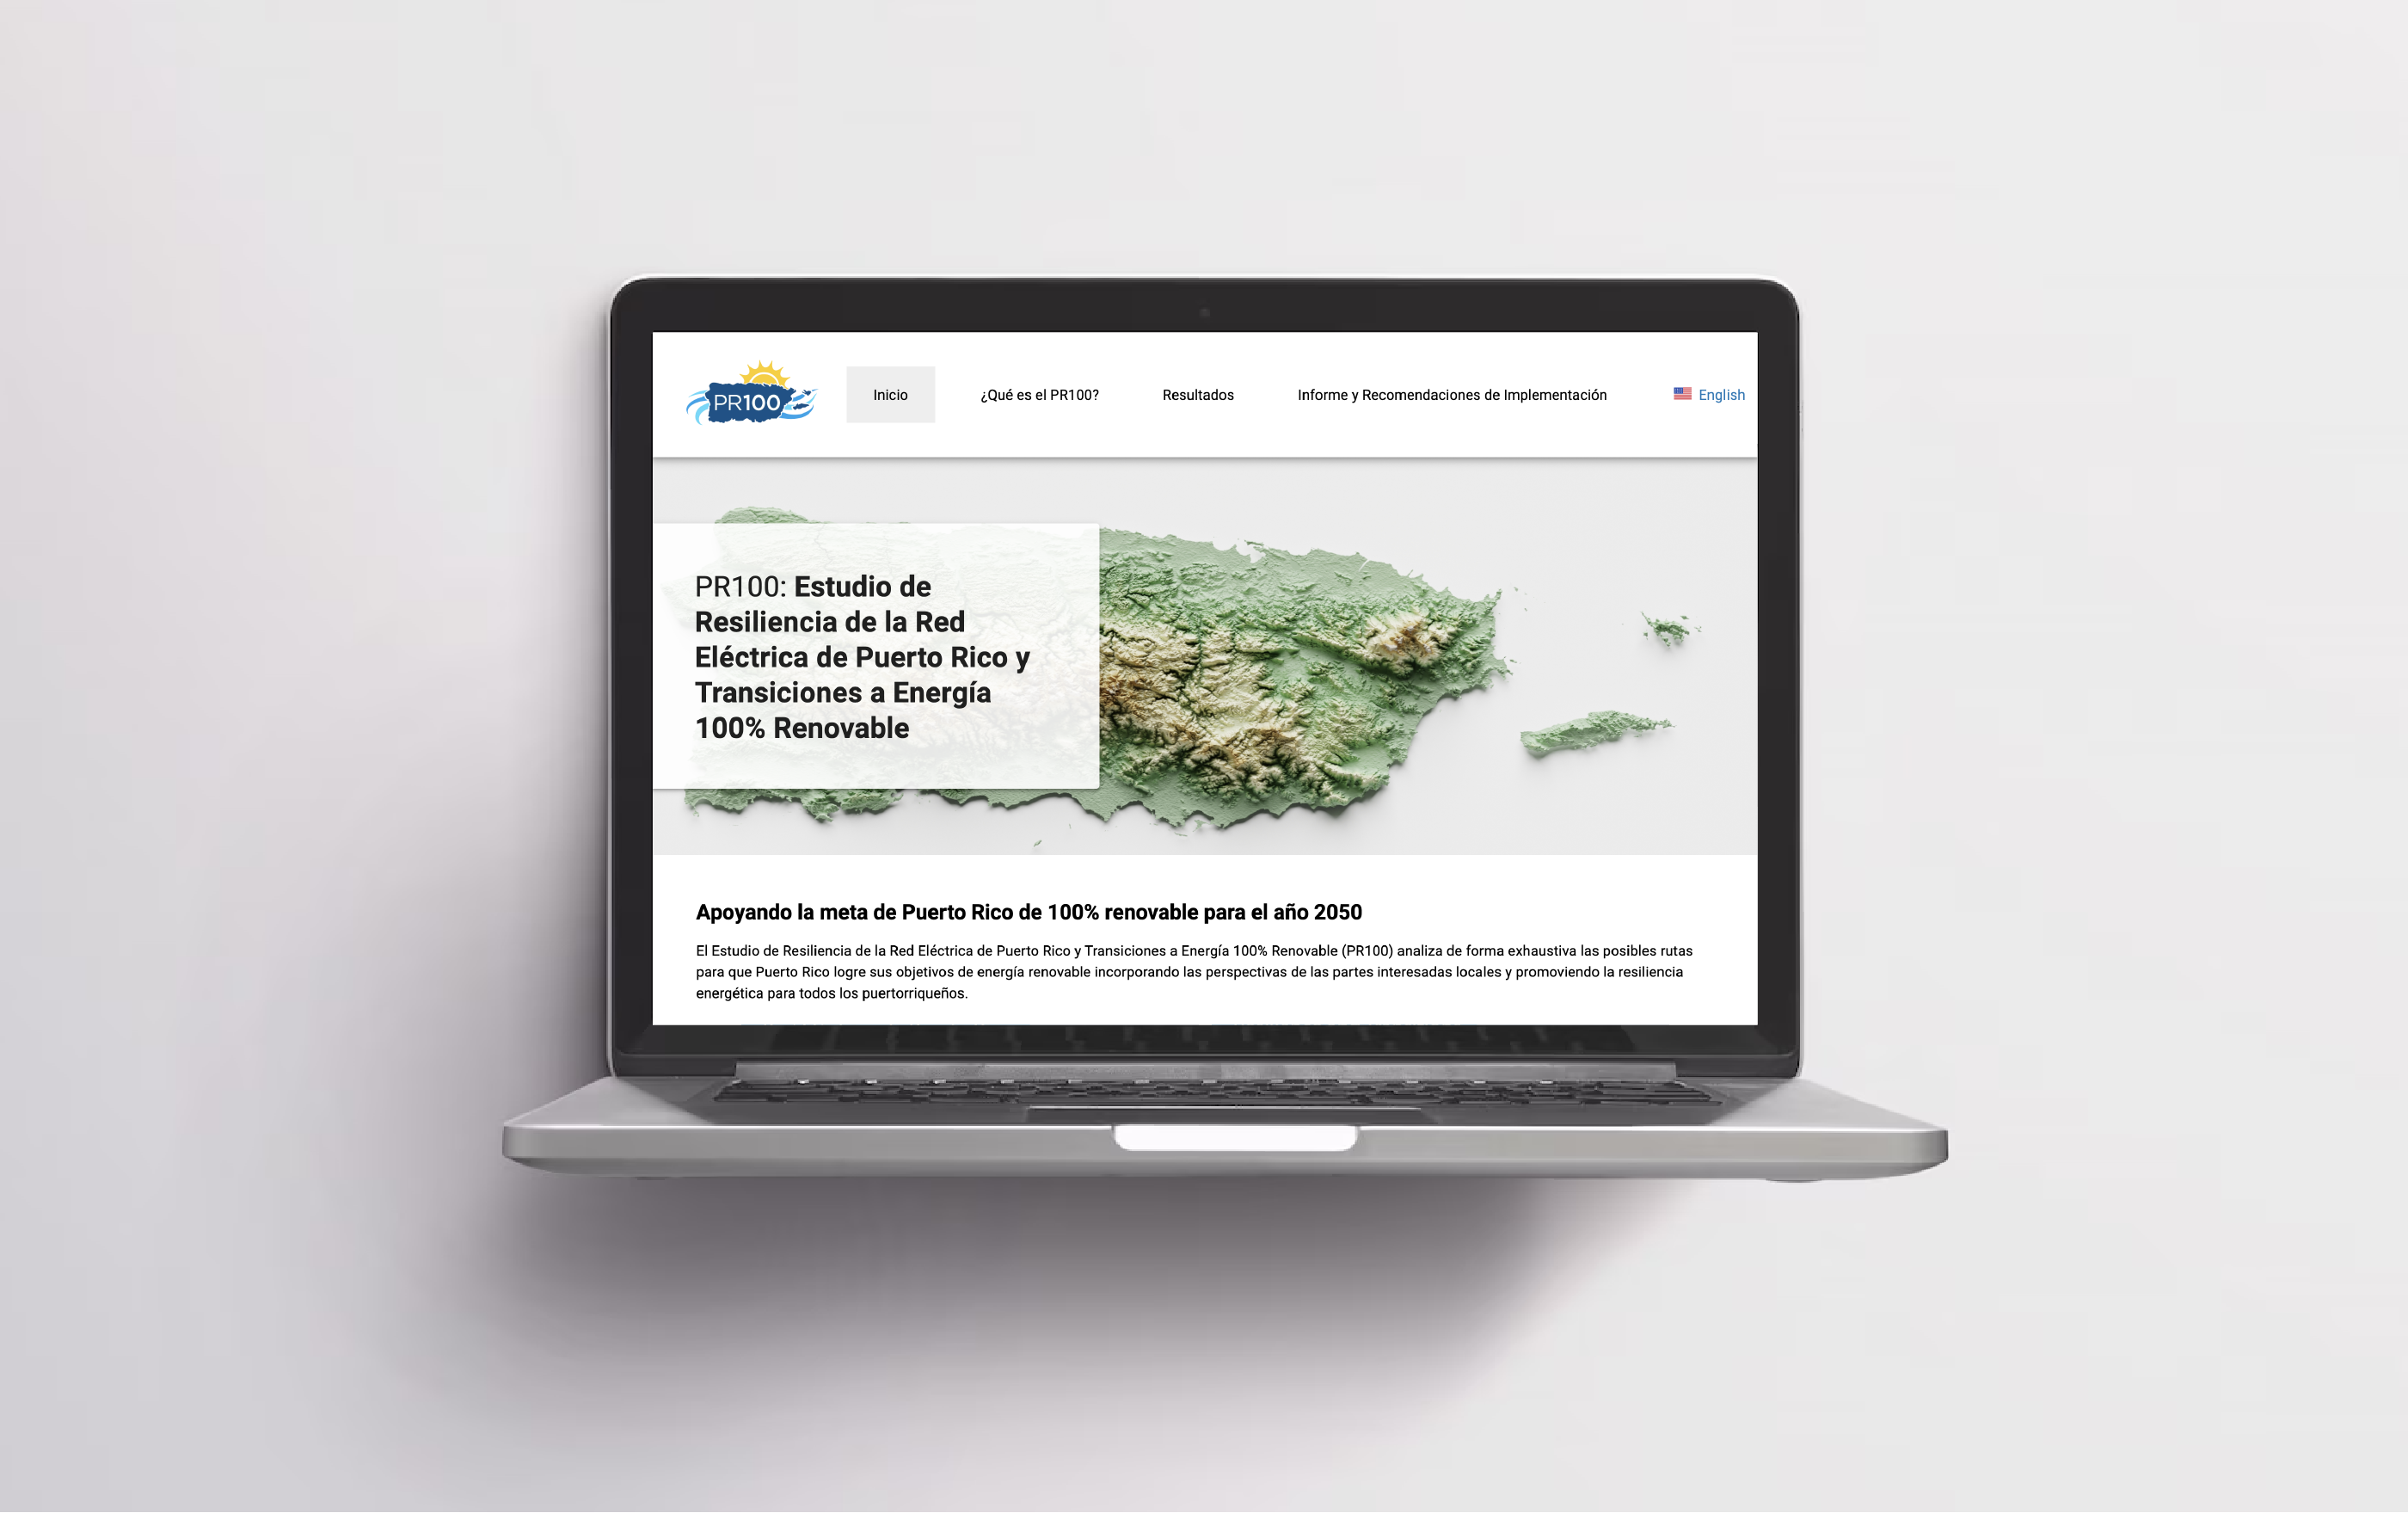 PR100
Inicio
¿Qué es el PR100?
Resultados
Informe y Recomendaciones de Implementación
English
PR100: Estudio de
Resiliencia de la Red
Eléctrica de Puerto Rico y
Transiciones a Energía
100% Renovable
Apoyando la meta de Puerto Rico de 100% renovable para el año 2050
El Estudio de Resiliencia de la Red Eléctrica de Puerto Rico y Transiciones a Energía 100% Renovable (PR100) analiza de forma exhaustiva las posibles rutas
para que Puerto Rico logre sus objetivos de energía renovable incorporando las perspectivas de las partes interesadas locales y promoviendo la resiliencia
energética para todos los puertorriqueños.